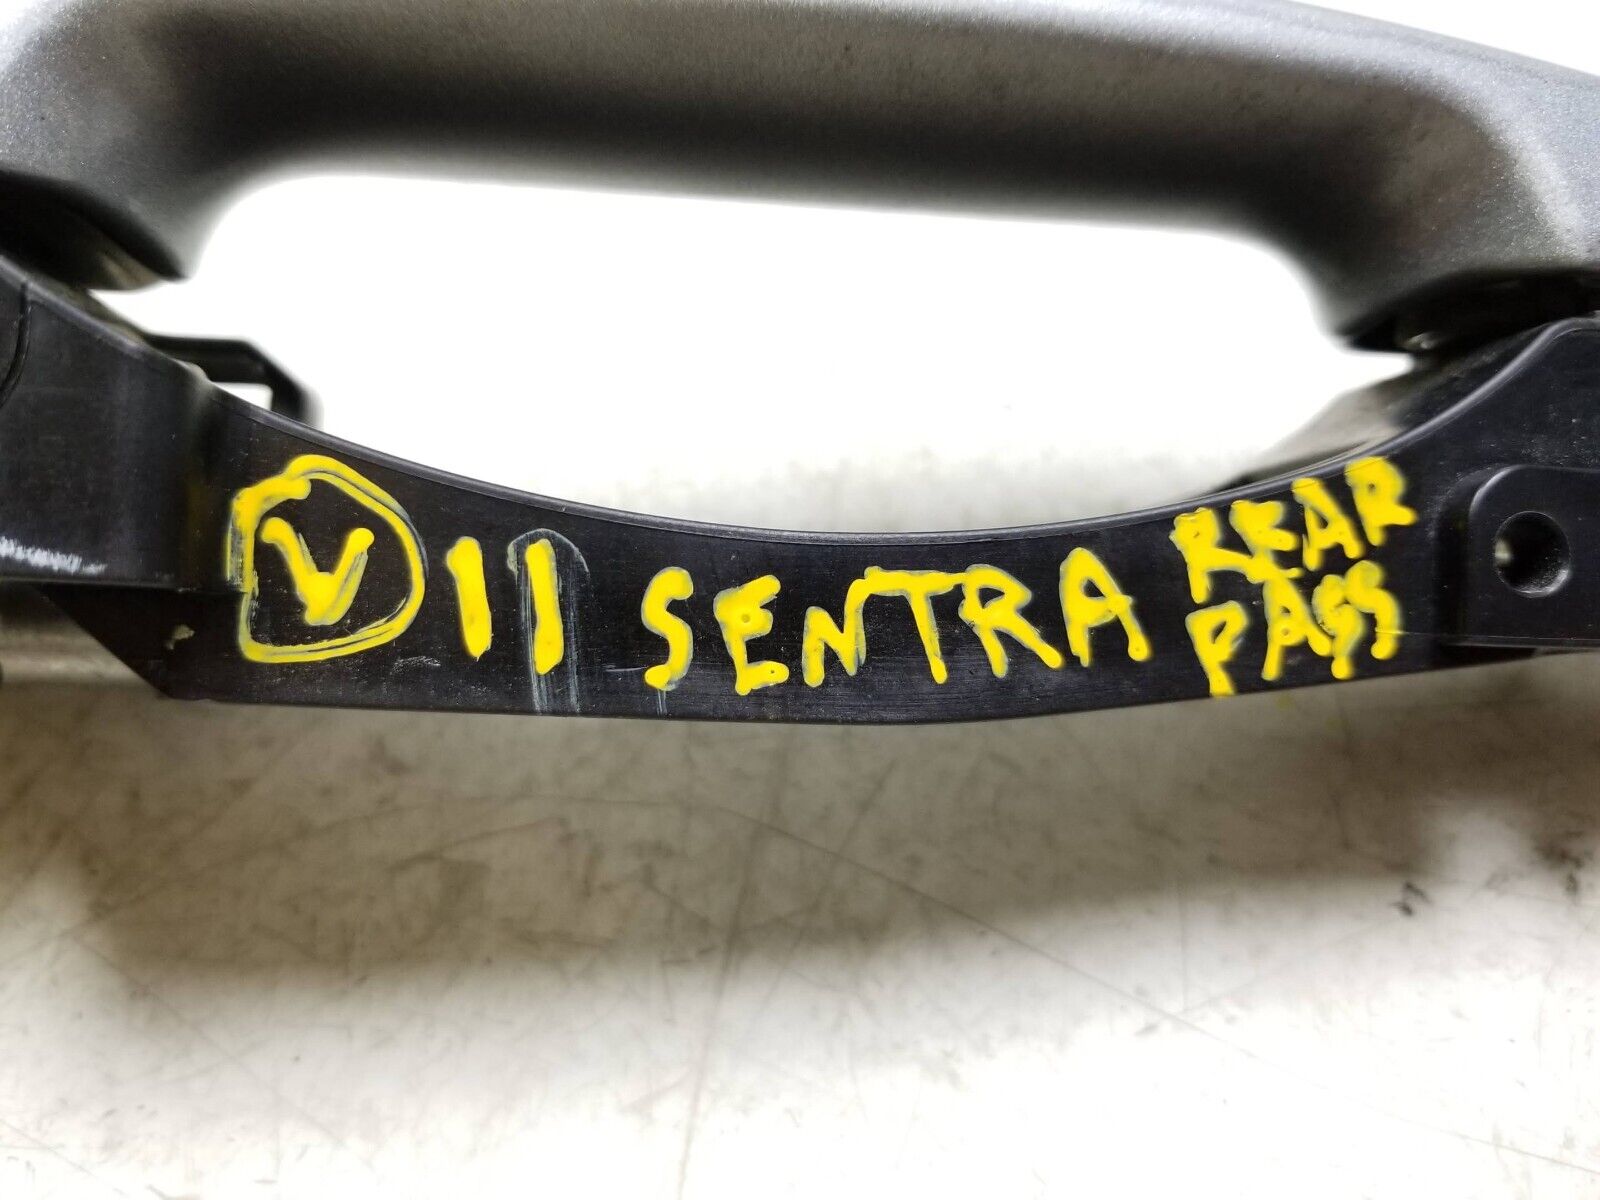 V 11 SENTRA REAR
PASS